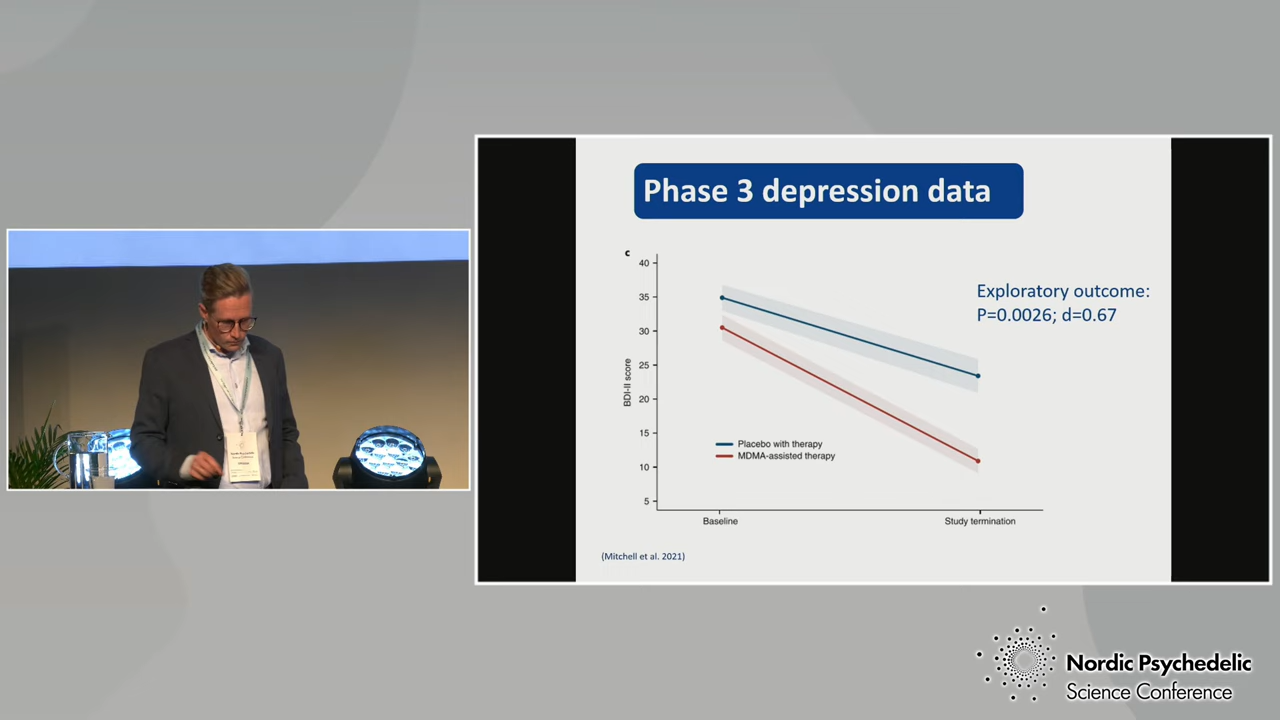 Phase 3 depression data
c
40
35
30
25
20
15
10
5
BDI-II score
Exploratory outcome:
P=0.0026; d=0.67
Placebo with therapy
MDMA-assisted therapy
Baseline
Study termination
(Mitchell et al. 2021)
Nordic Psychedelic
Science Conference